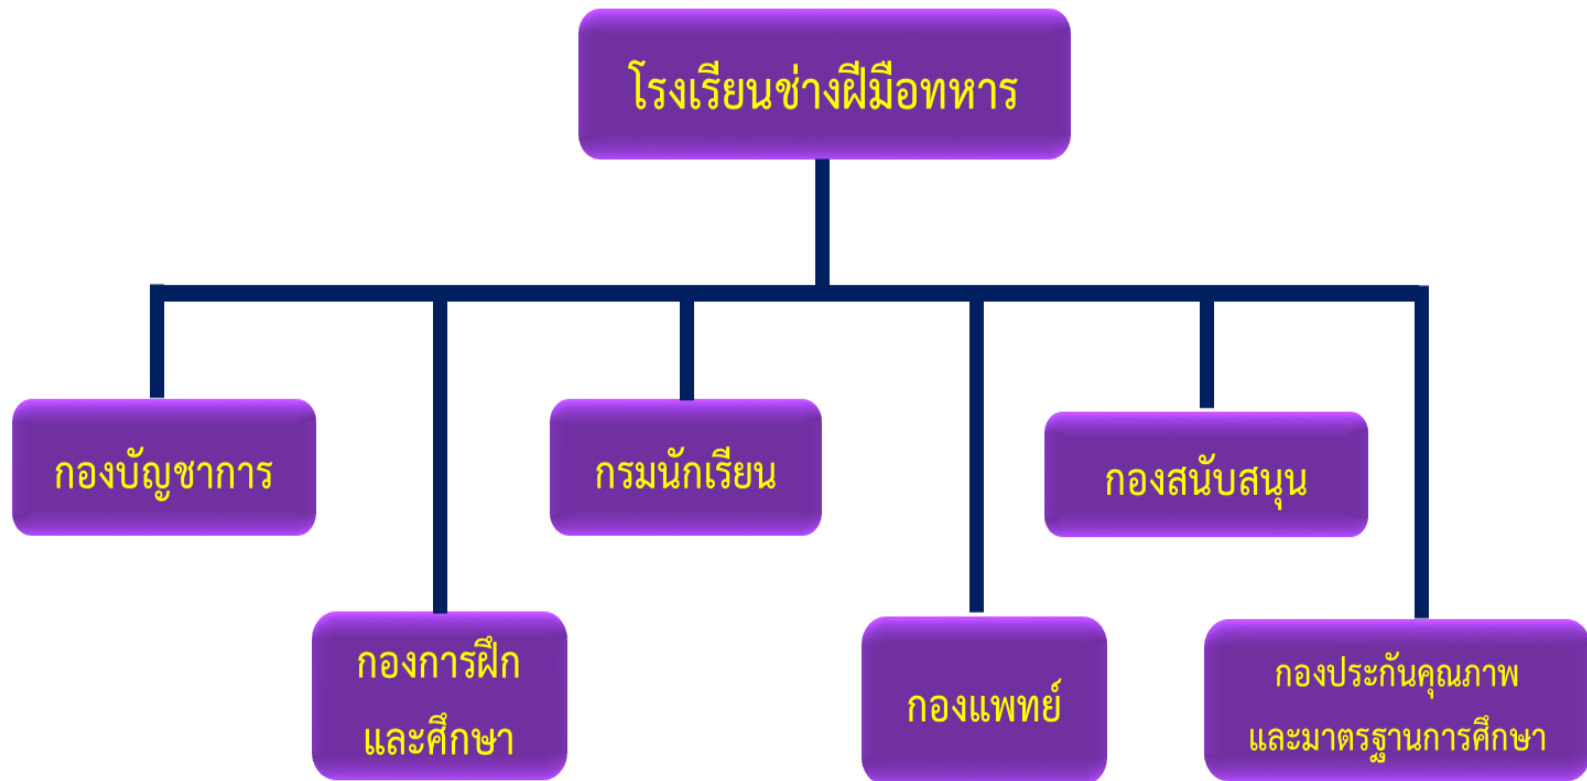 โรงเรียนช่างฝีมือทหาร
กองบัญชาการ
กรมนักเรียน
กองสนับสนุน
กองการฝึก
และศึกษา
กองแพทย์
กองประกันคุณภาพ
และมาตรฐานการศึกษา